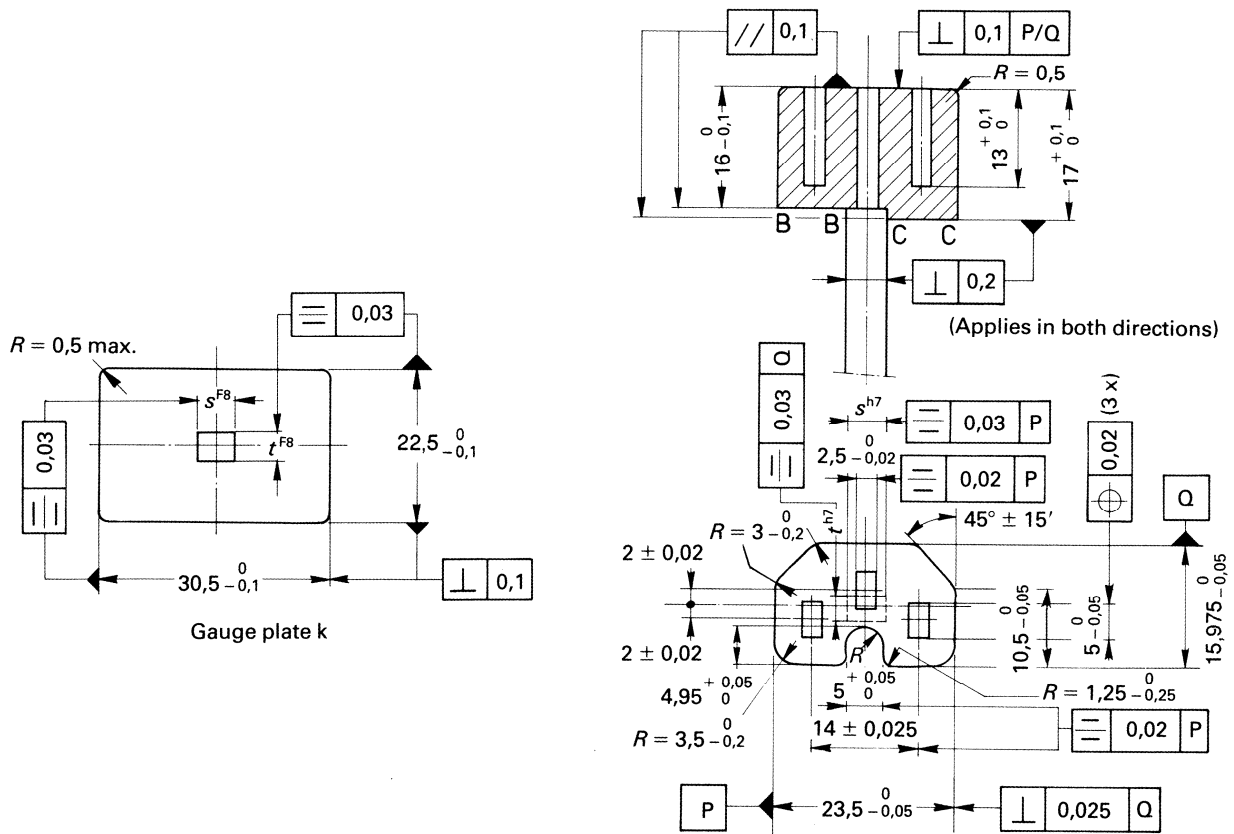 // 0,1
⊥ 0,1 P/Q
R = 0,5
16 0 −0,1
13 +0,1 0
17 +0,1 0
B B C C
⊥ 0,2
(Applies in both directions)
⌯ 0,03
R = 0,5 max.
s F8
t F8
⌯ 0,03
22,5 0 −0,1
30,5 0 −0,1
⊥ 0,1
Gauge plate k
⌯ 0,03 Q
s h7
⌯ 0,03 P
2,5 0 −0,02
⌯ 0,02 P
⌖ 0,02 (3 x)
Q
t h7
45° ± 15′
R = 3 0 −0,2
2 ± 0,02
2 ± 0,02
4,95 +0,05 0
R
5 +0,05 0
10,5 0 −0,05
5 0 −0,05
15,975 0 −0,05
R = 1,25 0 −0,25
R = 3,5 0 −0,2
14 ± 0,025
⌯ 0,02 P
P
23,5 0 −0,05
⊥ 0,025 Q